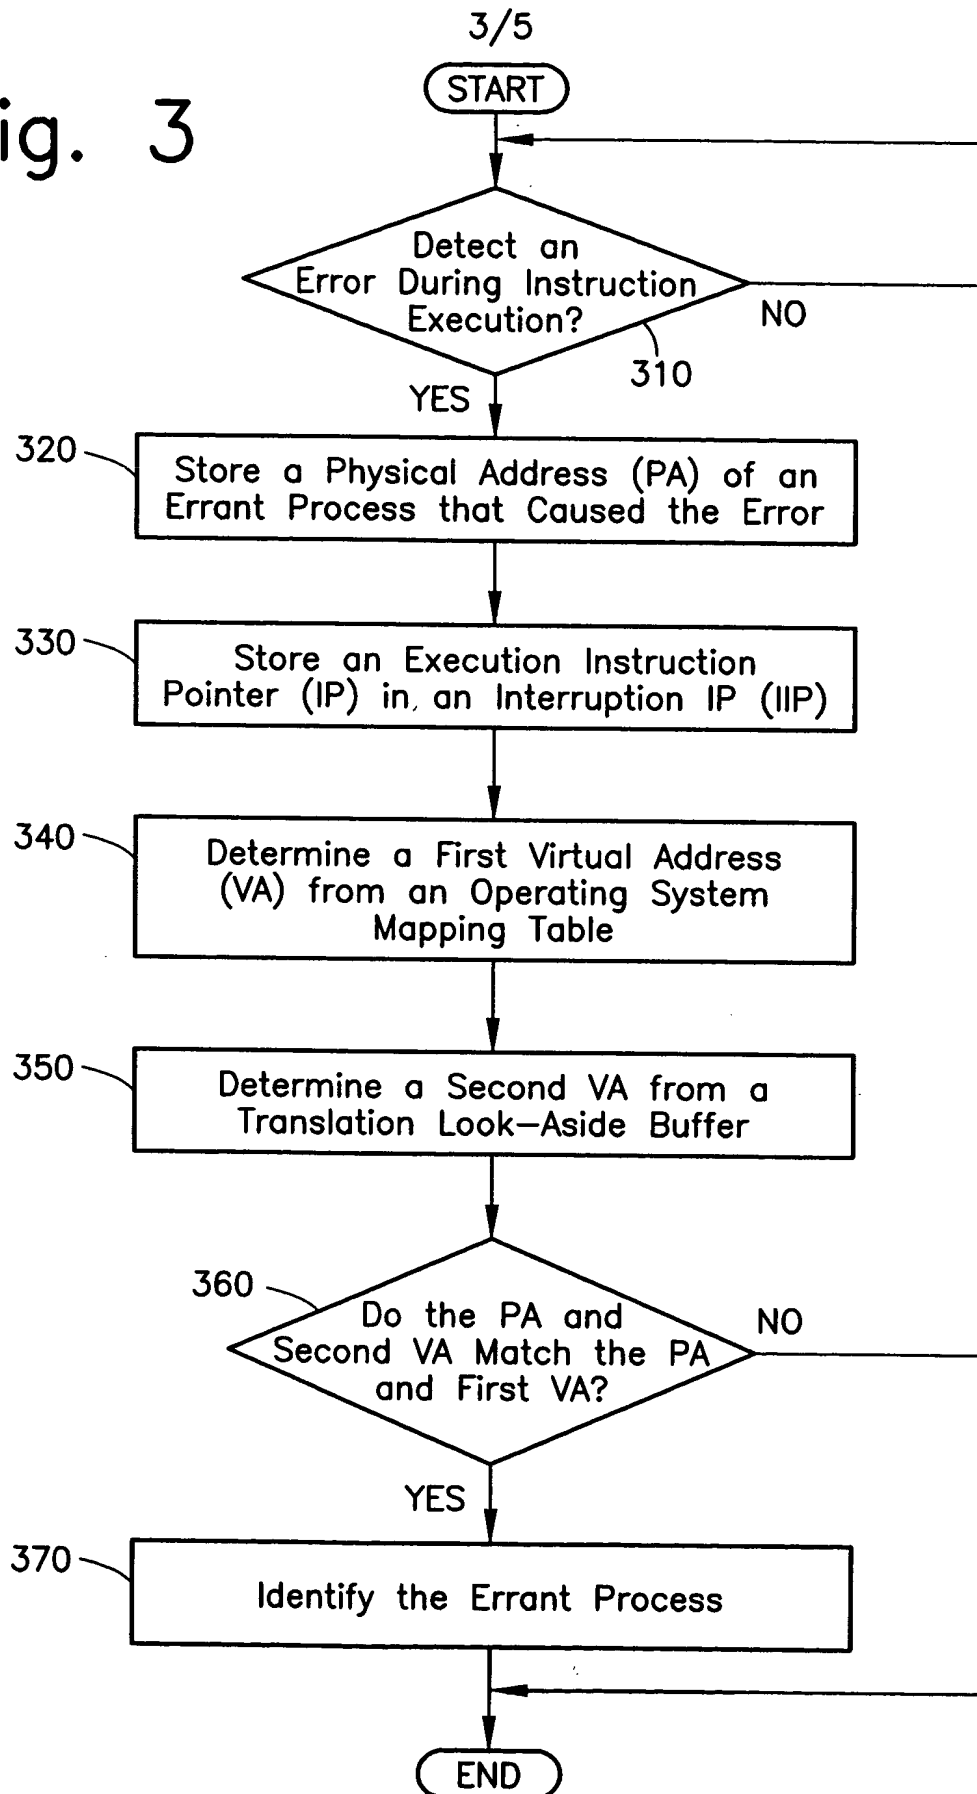 3/5
ig. 3
START
Detect an
Error During Instruction
Execution?
NO
310
YES
320
Store a Physical Address (PA) of an
Errant Process that Caused the Error
330
Store an Execution Instruction
Pointer (IP) in an Interruption IP (IIP)
340
Determine a First Virtual Address
(VA) from an Operating System
Mapping Table
350
Determine a Second VA from a
Translation Look-Aside Buffer
360
Do the PA and
Second VA Match the PA
and First VA?
NO
YES
370
Identify the Errant Process
END